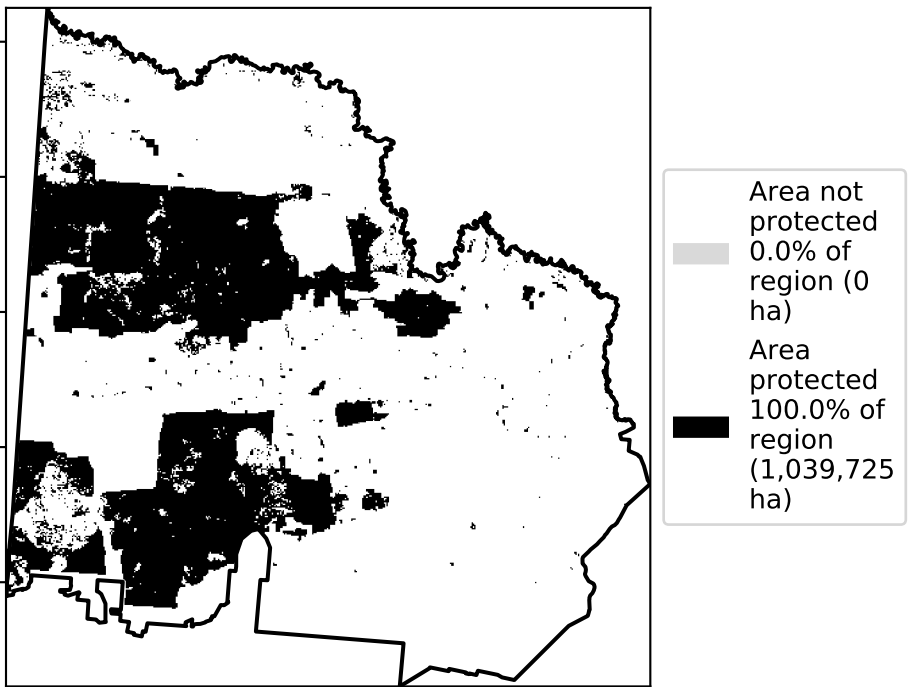 Area not
protected
0.0% of
region (0
ha)
Area
protected
100.0% of
region
(1,039,725
ha)